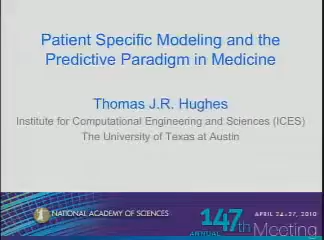 Patient Specific Modeling and the
Predictive Paradigm in Medicine
Thomas J.R. Hughes
Institute for Computational Engineering and Sciences (ICES)
The University of Texas at Austin
NATIONAL ACADEMY OF SCIENCES
147th
ANNUAL Meeting
APRIL 24-27, 2010